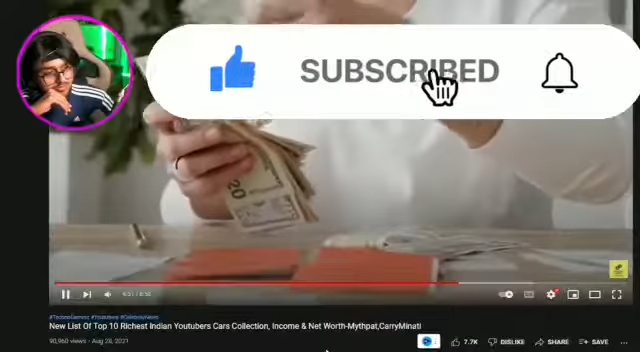 SUBSCRIBED
#TechnoGamerz #Youtubers #CelebrityNews
New List Of Top 10 Richest Indian Youtubers Cars Collection, Income & Net Worth-Mythpat,CarryMinati
90,960 views • Aug 28, 2021
7.7K DISLIKE SHARE SAVE